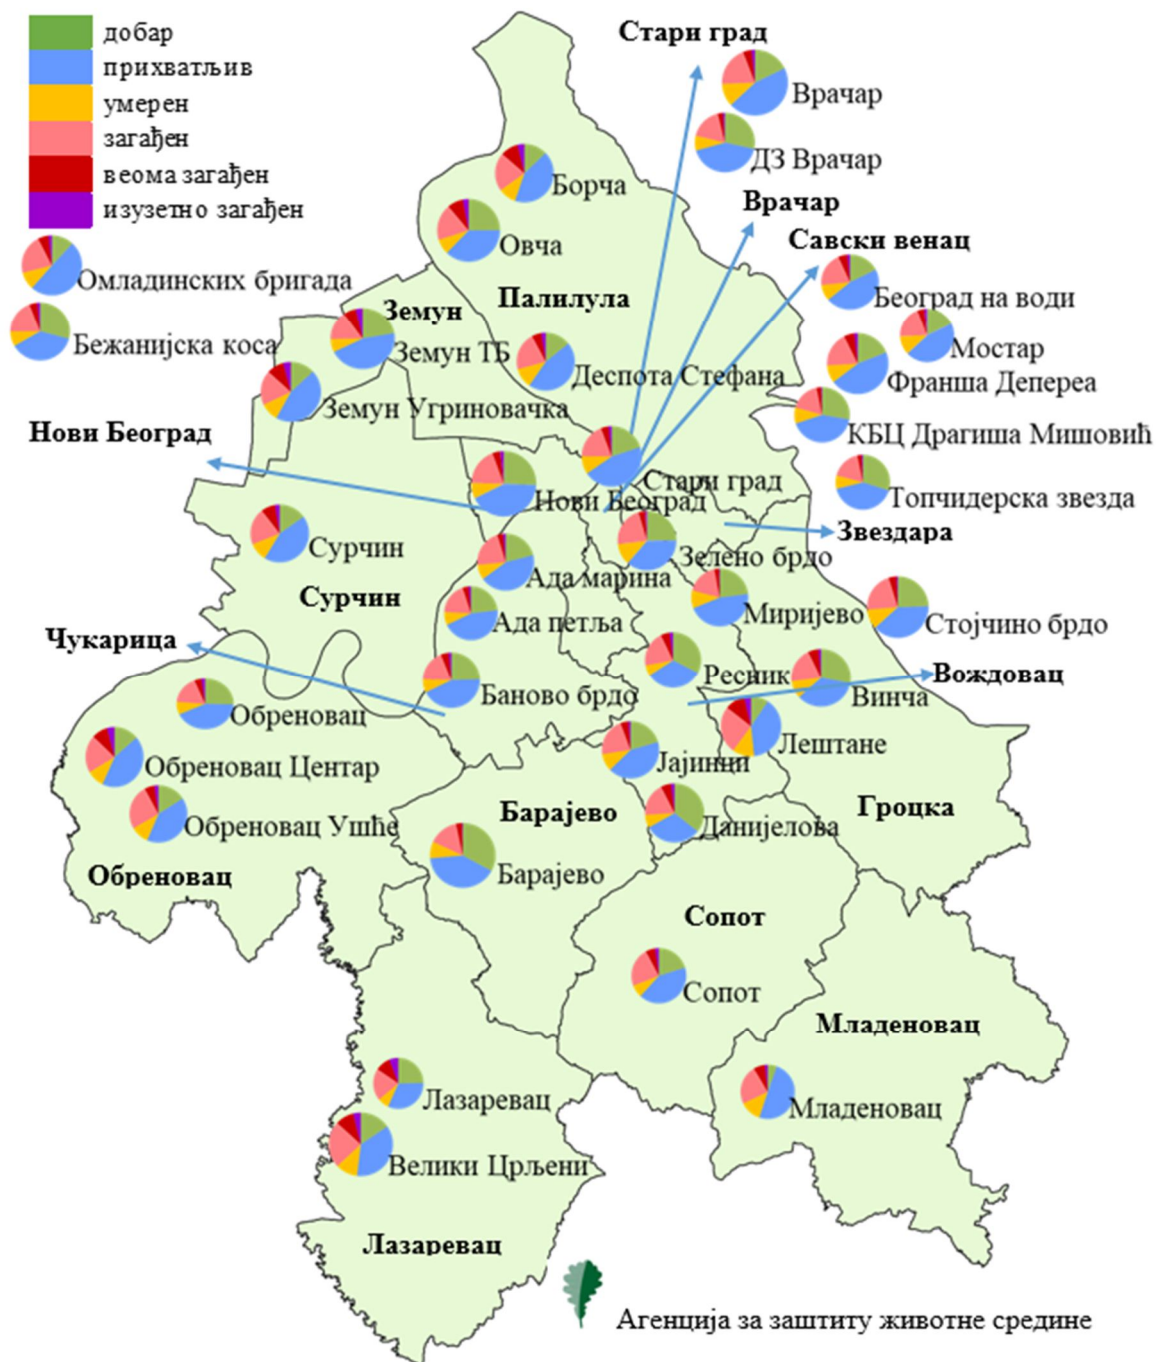 добар
прихватљив
умерен
загађен
веома загађен
изузетно загађен
Стари град
Врачар
ДЗ Врачар
Врачар
Савски венац
Борча
Овча
Палилула
Омладинских бригада
Београд на води
Земун
Бежанијска коса
Земун ТБ
Мостар
Деспота Стефана
Франша Депереа
Земун Угриновачка
Нови Београд
КБЦ Драгиша Мишовић
Стари град
Нови Београд
Топчидерска звезда
Звездара
Сурчин
Зелено брдо
Ада марина
Сурчин
Миријево
Ада петља
Стојчино брдо
Чукарица
Ресник
Вождовац
Баново брдо
Винча
Обреновац
Лештане
Јајинци
Обреновац Центар
Гроцка
Барајево
Обреновац Ушће
Данијелова
Барајево
Обреновац
Сопот
Сопот
Младеновац
Лазаревац
Младеновац
Велики Црљени
Лазаревац
Агенција за заштиту животне средине